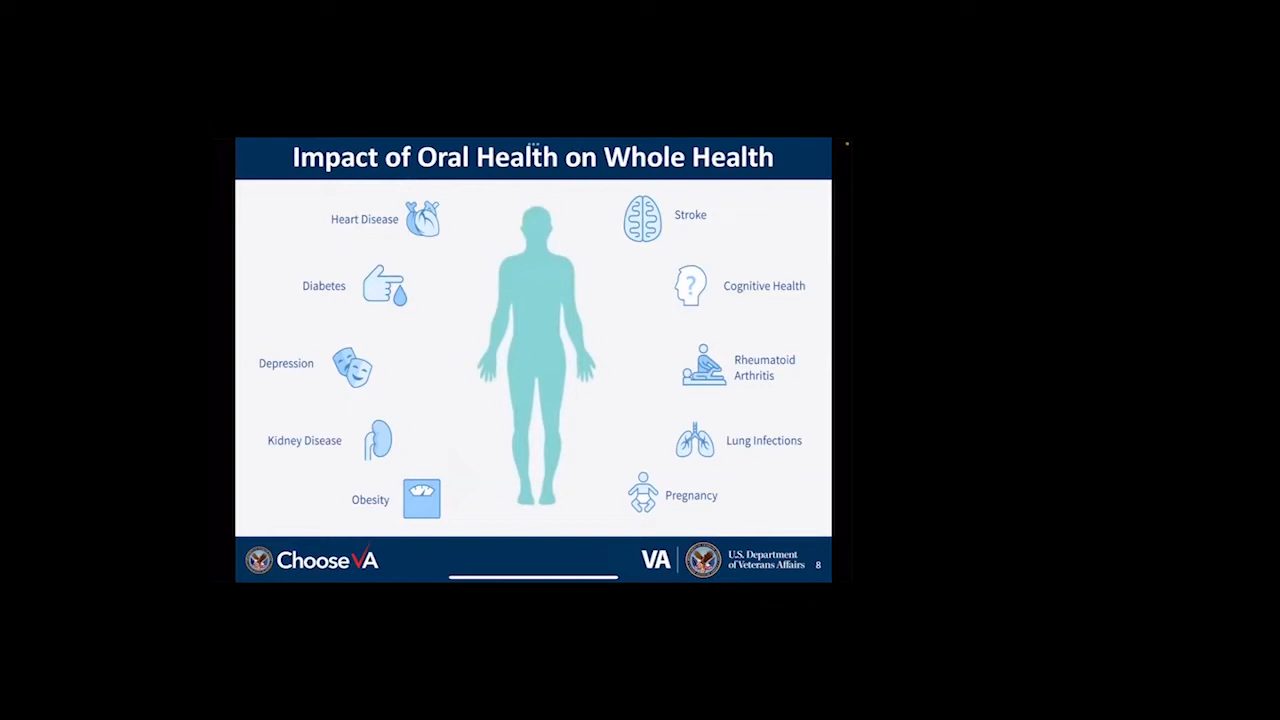 Impact of Oral Health on Whole Health
Heart Disease
Stroke
Diabetes
?
Cognitive Health
Depression
Rheumatoid
Arthritis
Kidney Disease
Lung Infections
Obesity
Pregnancy
Choose VA
VA
U.S. Department
of Veterans Affairs
8